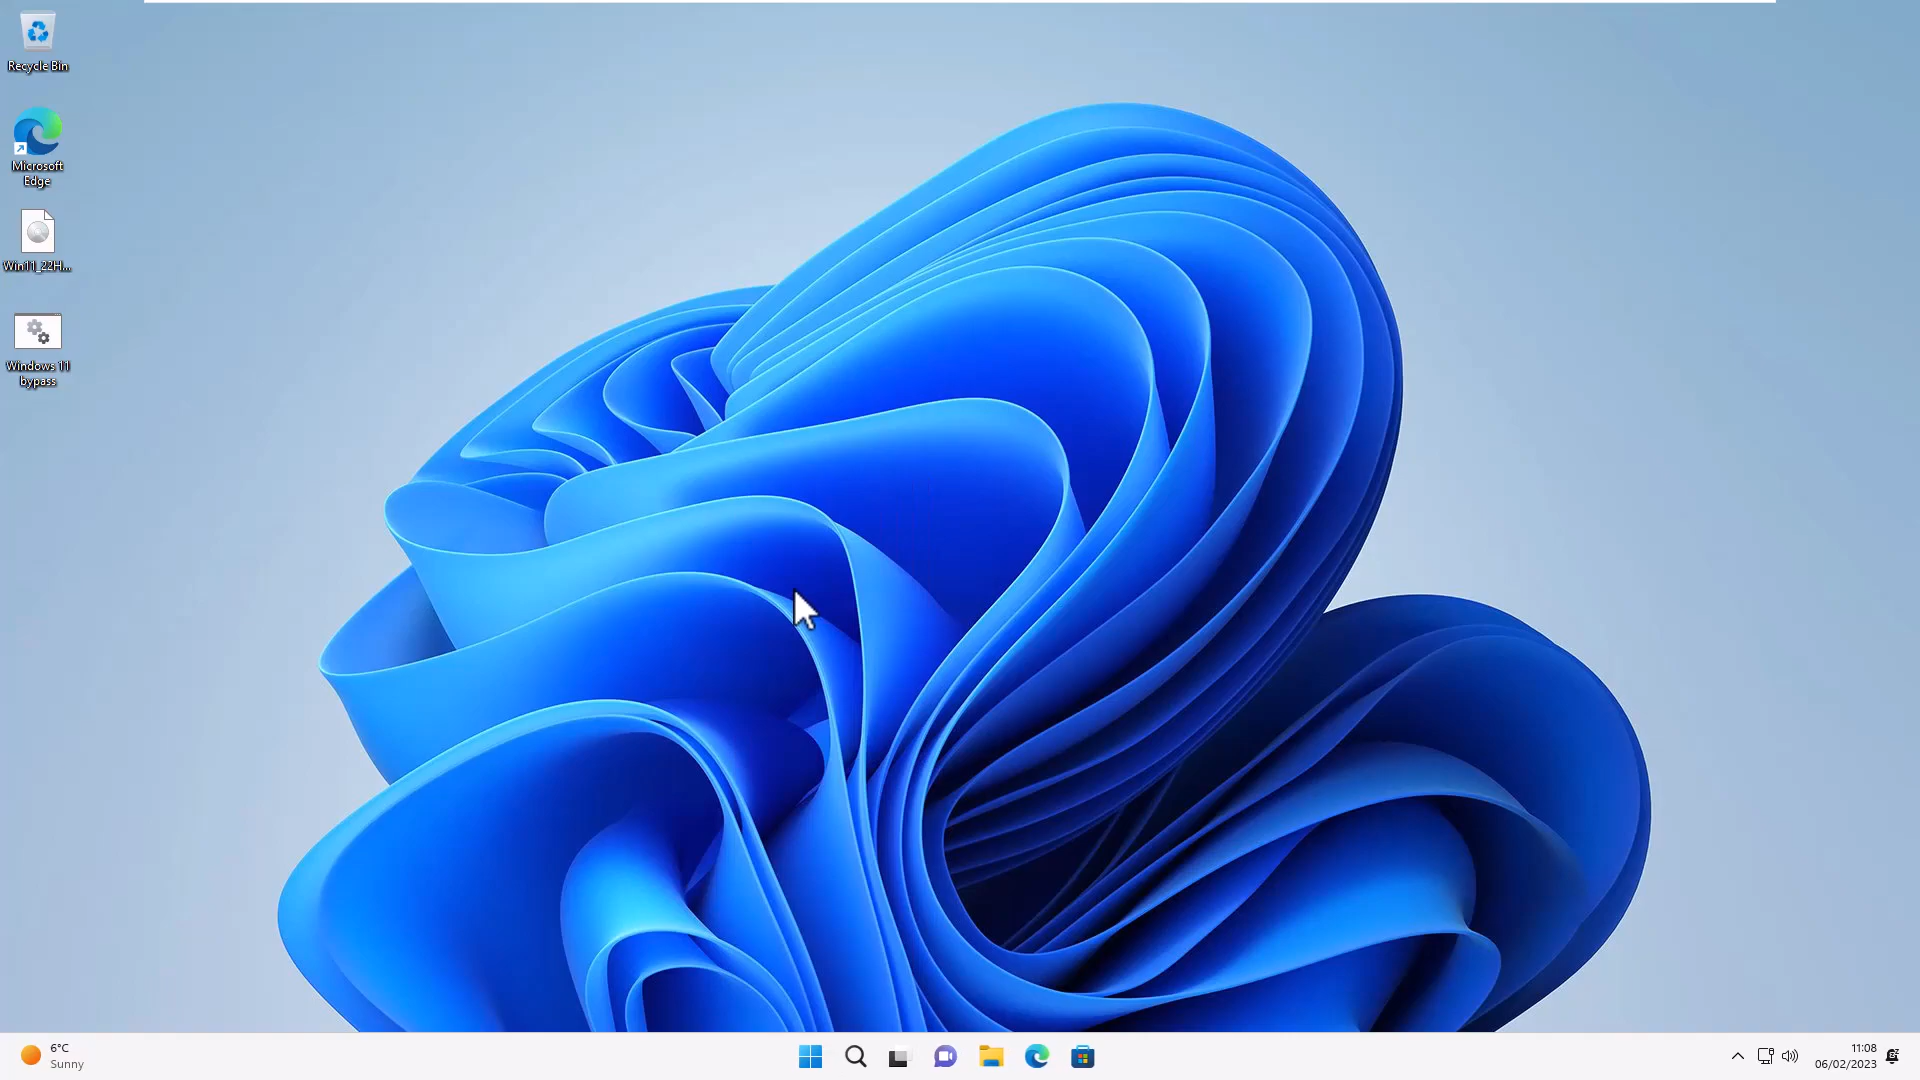 Recycle Bin
Microsoft
Edge
Win11_22H...
Windows 11
bypass
6°C
Sunny
11:08
06/02/2023